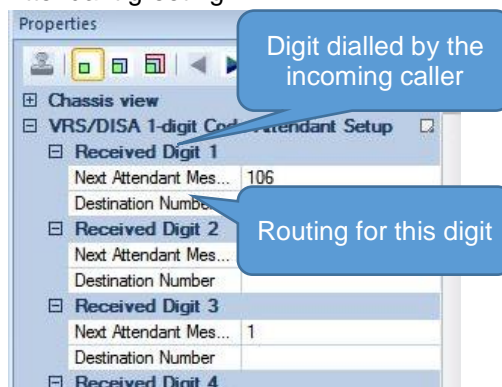 Properties
Digit dialled by the
incoming caller
Chassis view
VRS/DISA 1-digit Cod Attendant Setup
Received Digit 1
Next Attendant Mes... 106
Destination Number
Received Digit 2
Next Attendant Mes...
Routing for this digit
Destination Number
Received Digit 3
Next Attendant Mes... 1
Destination Number
Received Digit 4